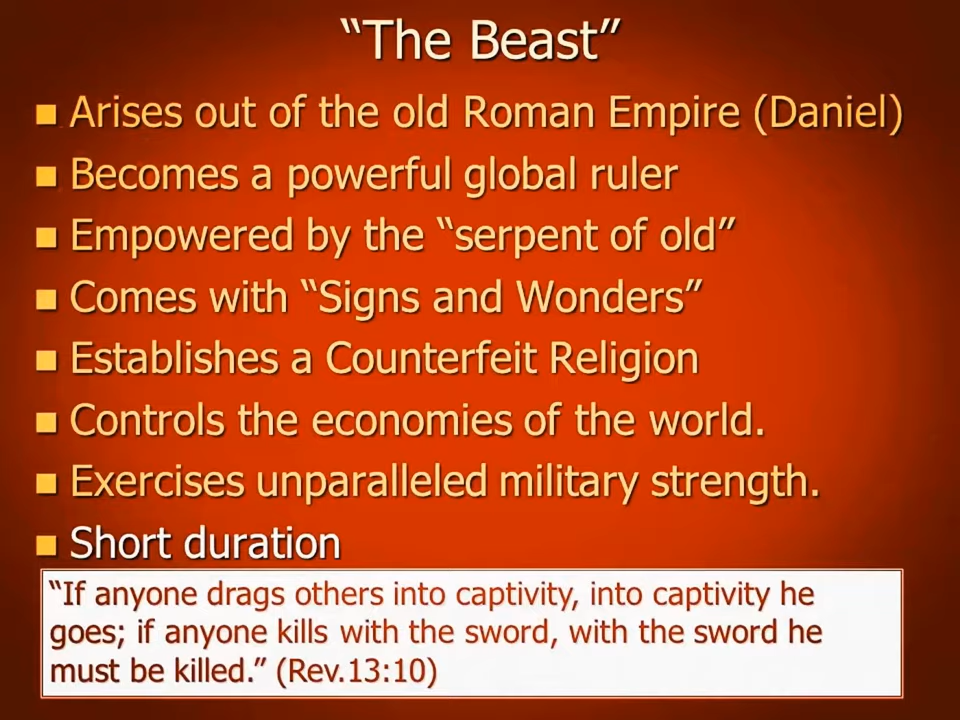 “The Beast”
Arises out of the old Roman Empire (Daniel)
Becomes a powerful global ruler
Empowered by the “serpent of old”
Comes with “Signs and Wonders”
Establishes a Counterfeit Religion
Controls the economies of the world.
Exercises unparalleled military strength.
Short duration
“If anyone drags others into captivity, into captivity he
goes; if anyone kills with the sword, with the sword he
must be killed.” (Rev.13:10)